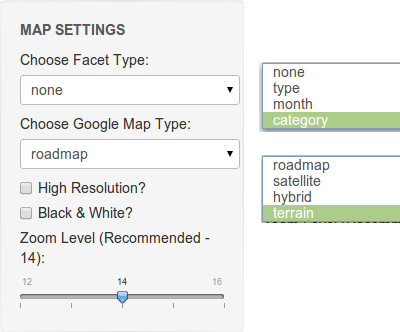 MAP SETTINGS
Choose Facet Type:
none
Choose Google Map Type:
roadmap
High Resolution?
Black & White?
Zoom Level (Recommended -
14):
12 14 16
none
type
month
category
roadmap
satellite
hybrid
terrain